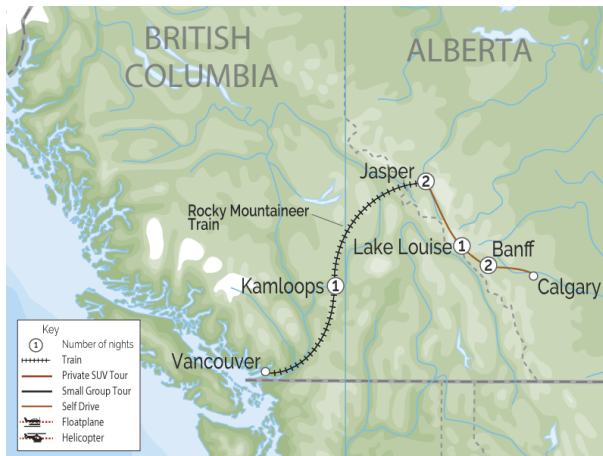 BRITISH
COLUMBIA
ALBERTA
Jasper
2
Rocky Mountaineer
Train
Lake Louise
1
Banff
2
Kamloops
1
Calgary
Vancouver
Key
1 Number of nights
Train
Private SUV Tour
Small Group Tour
Self Drive
Floatplane
Helicopter